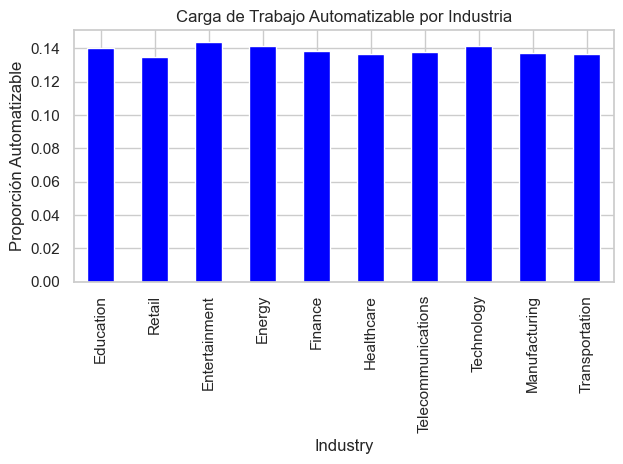 Carga de Trabajo Automatizable por Industria
Proporción Automatizable
0.14
0.12
0.10
0.08
0.06
0.04
0.02
0.00
Education
Retail
Entertainment
Energy
Finance
Healthcare
Telecommunications
Technology
Manufacturing
Transportation
Industry